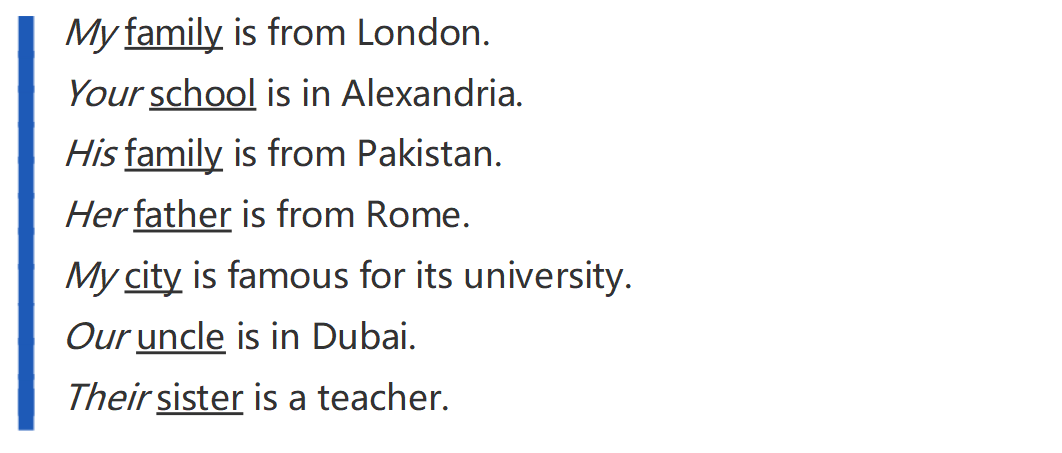 My family is from London.
Your school is in Alexandria.
His family is from Pakistan.
Her father is from Rome.
My city is famous for its university.
Our uncle is in Dubai.
Their sister is a teacher.